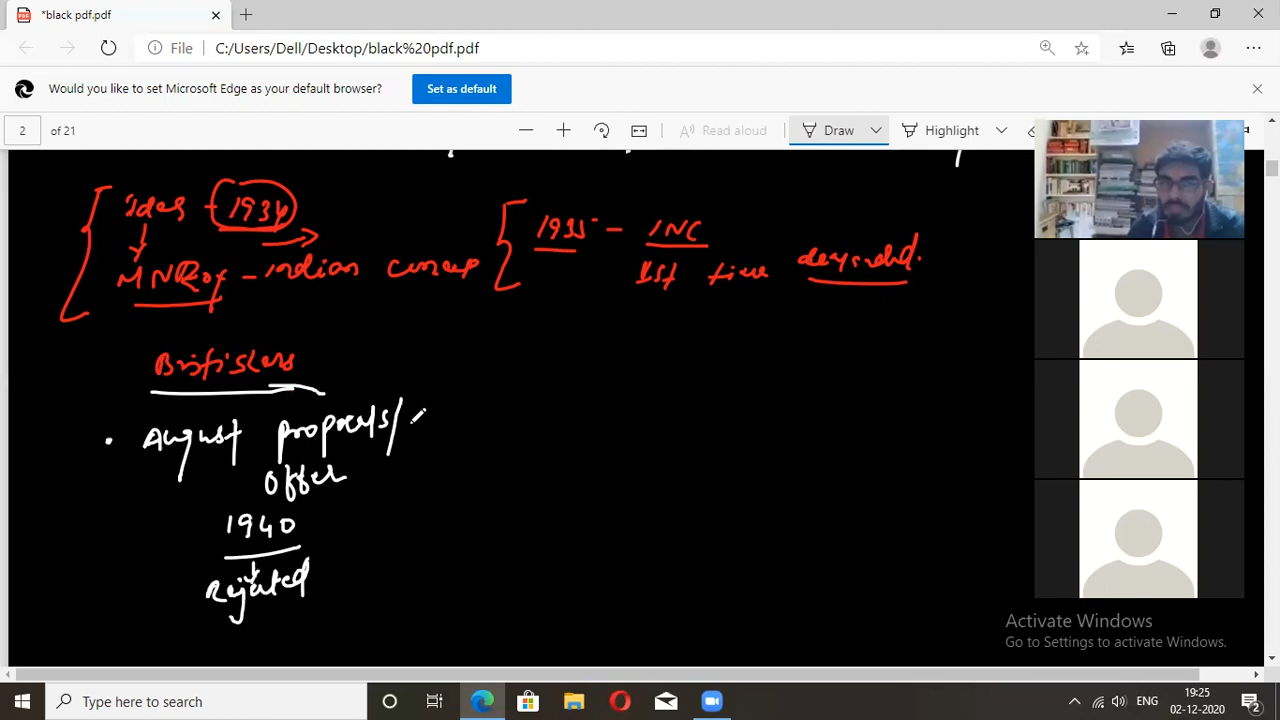 *black pdf.pdf
File C:/Users/Dell/Desktop/black%20pdf.pdf
Would you like to set Microsoft Edge as your default browser? Set as default
2 of 21 Read aloud Draw Highlight
idea - 1934
1935 - INC
MNRoy - indian
1st time demanded.
Britishers
• August proposals/
offer
1940
Rejected
Activate Windows
Go to Settings to activate Windows.
Type here to search
ENG 19:25
02-12-2020
2